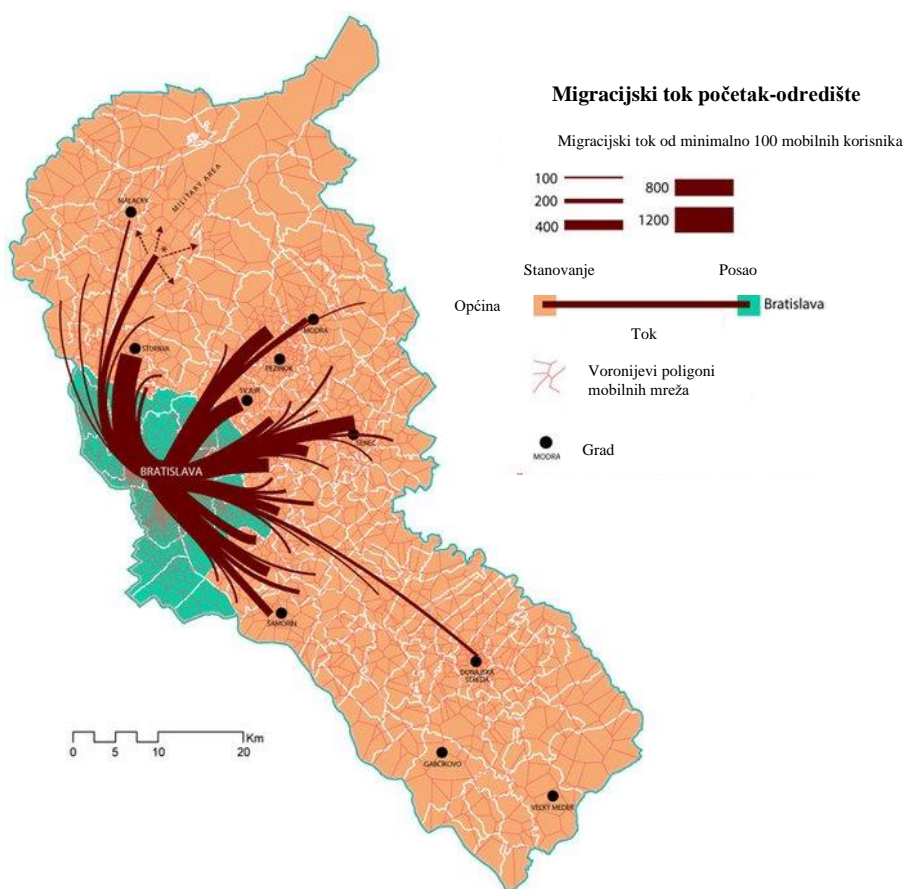 Migracijski tok početak-odredište
Migracijski tok od minimalno 100 mobilnih korisnika
100
200
400
800
1200
Stanovanje
Posao
Općina
Bratislava
Tok
Voronijevi poligoni
mobilnih mreža
MODRA
Grad
MILITARY AREA
MALACKY
*
STUPAVA
MODRA
PEZINOK
SVJUR
SENEC
BRATISLAVA
ŠAMORÍN
DUNAJSKÁ
STREDA
GABČÍKOVO
VEĽKÝ MEDER
Km
0 5 10 20